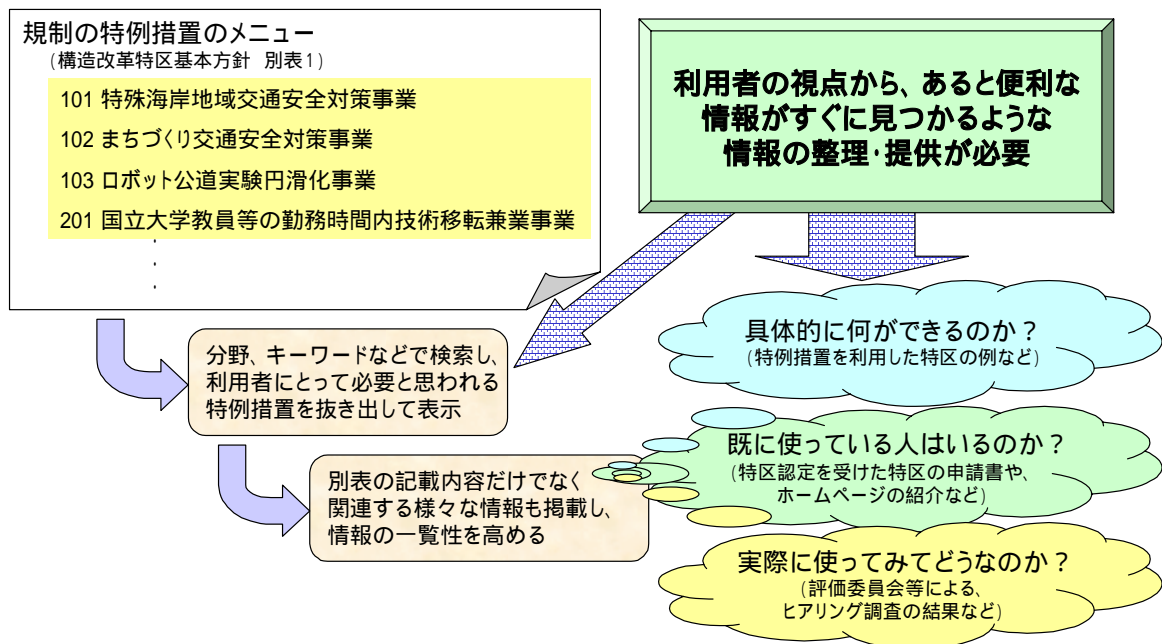 規制の特例措置のメニュー
(構造改革特区基本方針 別表1)
101 特殊海岸地域交通安全対策事業
102 まちづくり交通安全対策事業
103 ロボット公道実験円滑化事業
201 国立大学教員等の勤務時間内技術移転兼業事業
・
・
・
利用者の視点から、あると便利な
情報がすぐに見つかるような
情報の整理・提供が必要
分野、キーワードなどで検索し、
利用者にとって必要と思われる
特例措置を抜き出して表示
別表の記載内容だけでなく
関連する様々な情報も掲載し、
情報の一覧性を高める
具体的に何ができるのか？
(特例措置を利用した特区の例など)
既に使っている人はいるのか？
(特区認定を受けた特区の申請書や、
ホームページの紹介など)
実際に使ってみてどうなのか？
(評価委員会等による、
ヒアリング調査の結果など)